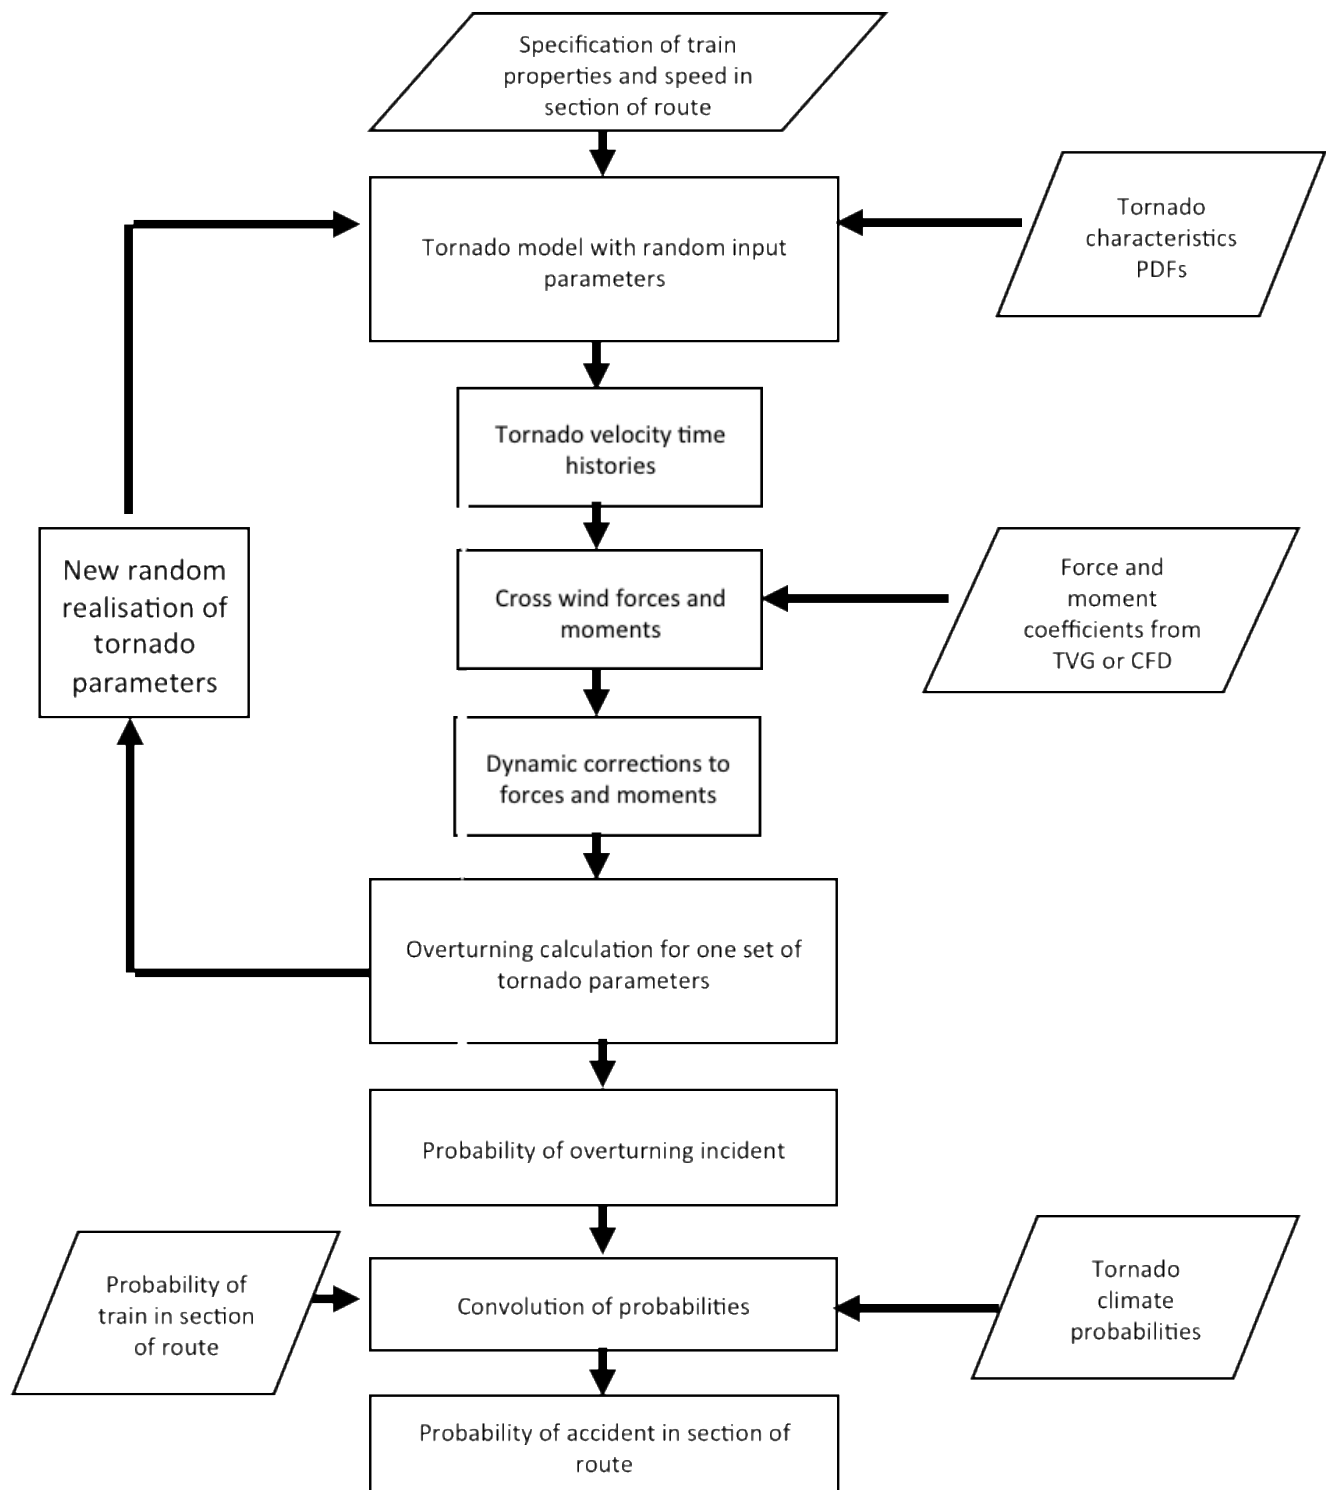 Specification of train
properties and speed in
section of route
Tornado model with random input
parameters
Tornado
characteristics
PDFs
Tornado velocity time
histories
New random
realisation of
tornado
parameters
Cross wind forces and
moments
Force and
moment
coefficients from
TVG or CFD
Dynamic corrections to
forces and moments
Overturning calculation for one set of
tornado parameters
Probability of overturning incident
Probability of
train in section
of route
Convolution of probabilities
Tornado
climate
probabilities
Probability of accident in section of
route